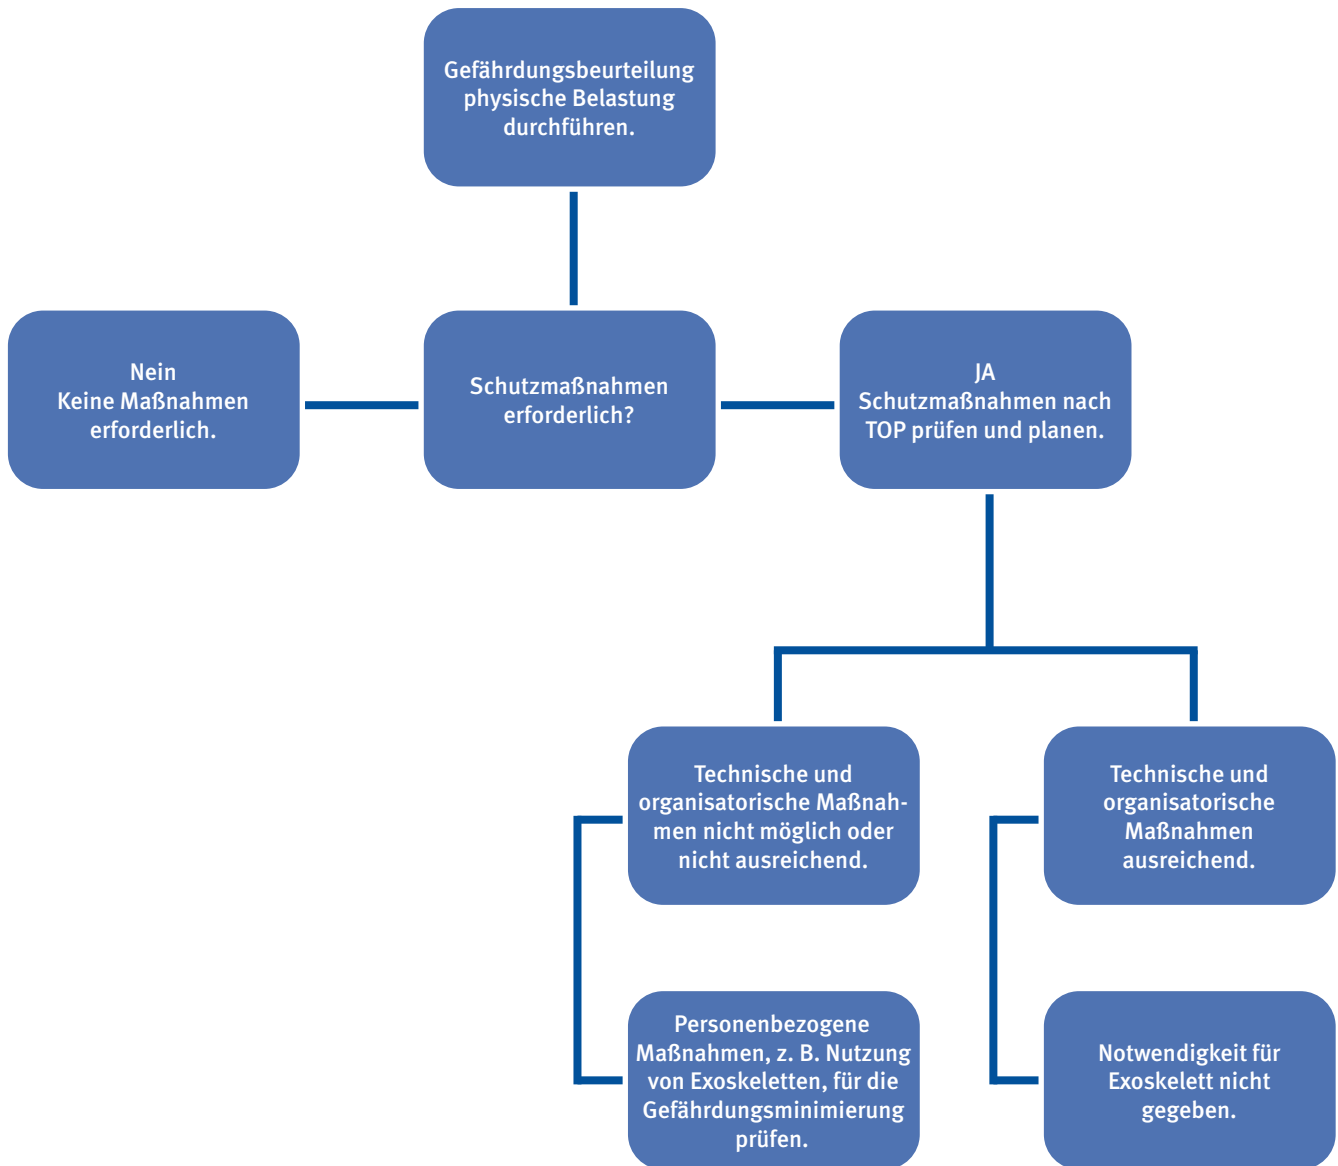 Gefährdungsbeurteilung
physische Belastung
durchführen.
Nein
Keine Maßnahmen
erforderlich.
Schutzmaßnahmen
erforderlich?
JA
Schutzmaßnahmen nach
TOP prüfen und planen.
Technische und
organisatorische Maßnah-
men nicht möglich oder
nicht ausreichend.
Technische und
organisatorische
Maßnahmen
ausreichend.
Personenbezogene
Maßnahmen, z. B. Nutzung
von Exoskeletten, für die
Gefährdungsminimierung
prüfen.
Notwendigkeit für
Exoskelett nicht
gegeben.